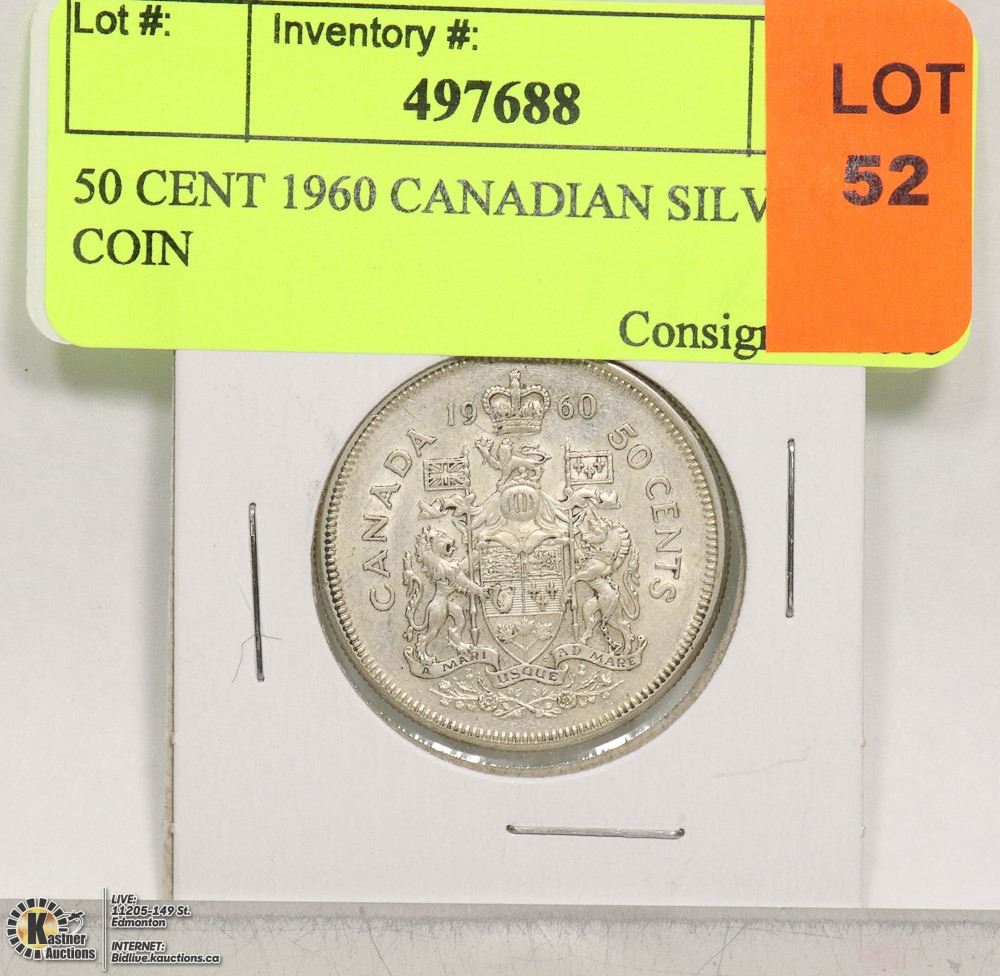 Lot #:
Inventory #:
497688
LOT
52
50 CENT 1960 CANADIAN SILV
COIN
Consig
19 60
CANADA
50 CENTS
A MARI USQUE AD MARE
Kastner
Auctions
LIVE:
11205-149 St.
Edmonton
INTERNET:
Bidlive.kauctions.ca